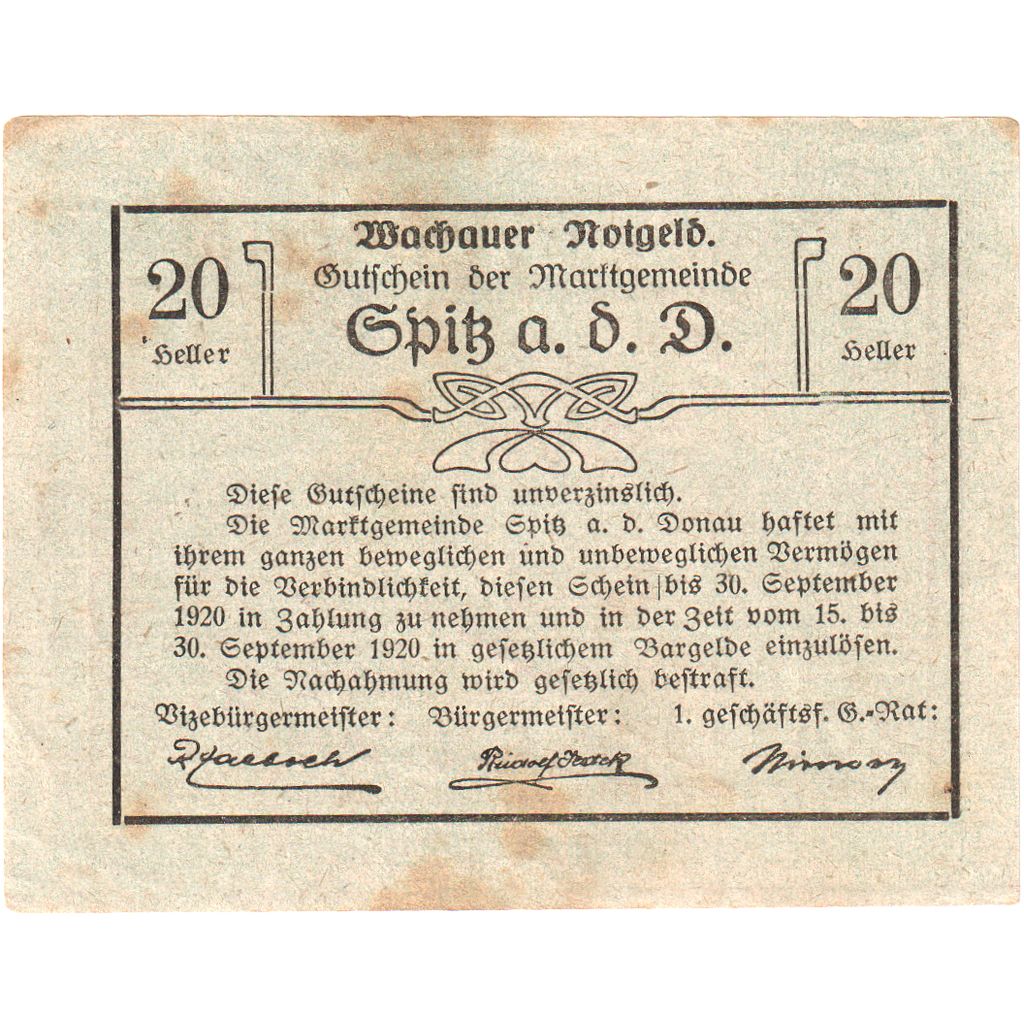 Wachauer Notgeld.
20 Heller
Gutschein der Marktgemeinde
20 Heller
Spitz a. d. D.
Diese Gutscheine sind unverzinslich.
Die Marktgemeinde Spitz a. d. Donau haftet mit
ihrem ganzen beweglichen und unbeweglichen Vermögen
für die Verbindlichkeit, diesen Schein bis 30. September
1920 in Zahlung zu nehmen und in der Zeit vom 15. bis
30. September 1920 in gesetzlichem Bargelde einzulösen.
Die Nachahmung wird gesetzlich bestraft.
Vizebürgermeister: Bürgermeister: 1. geschäftsf. G.-Rat:
Rudolf